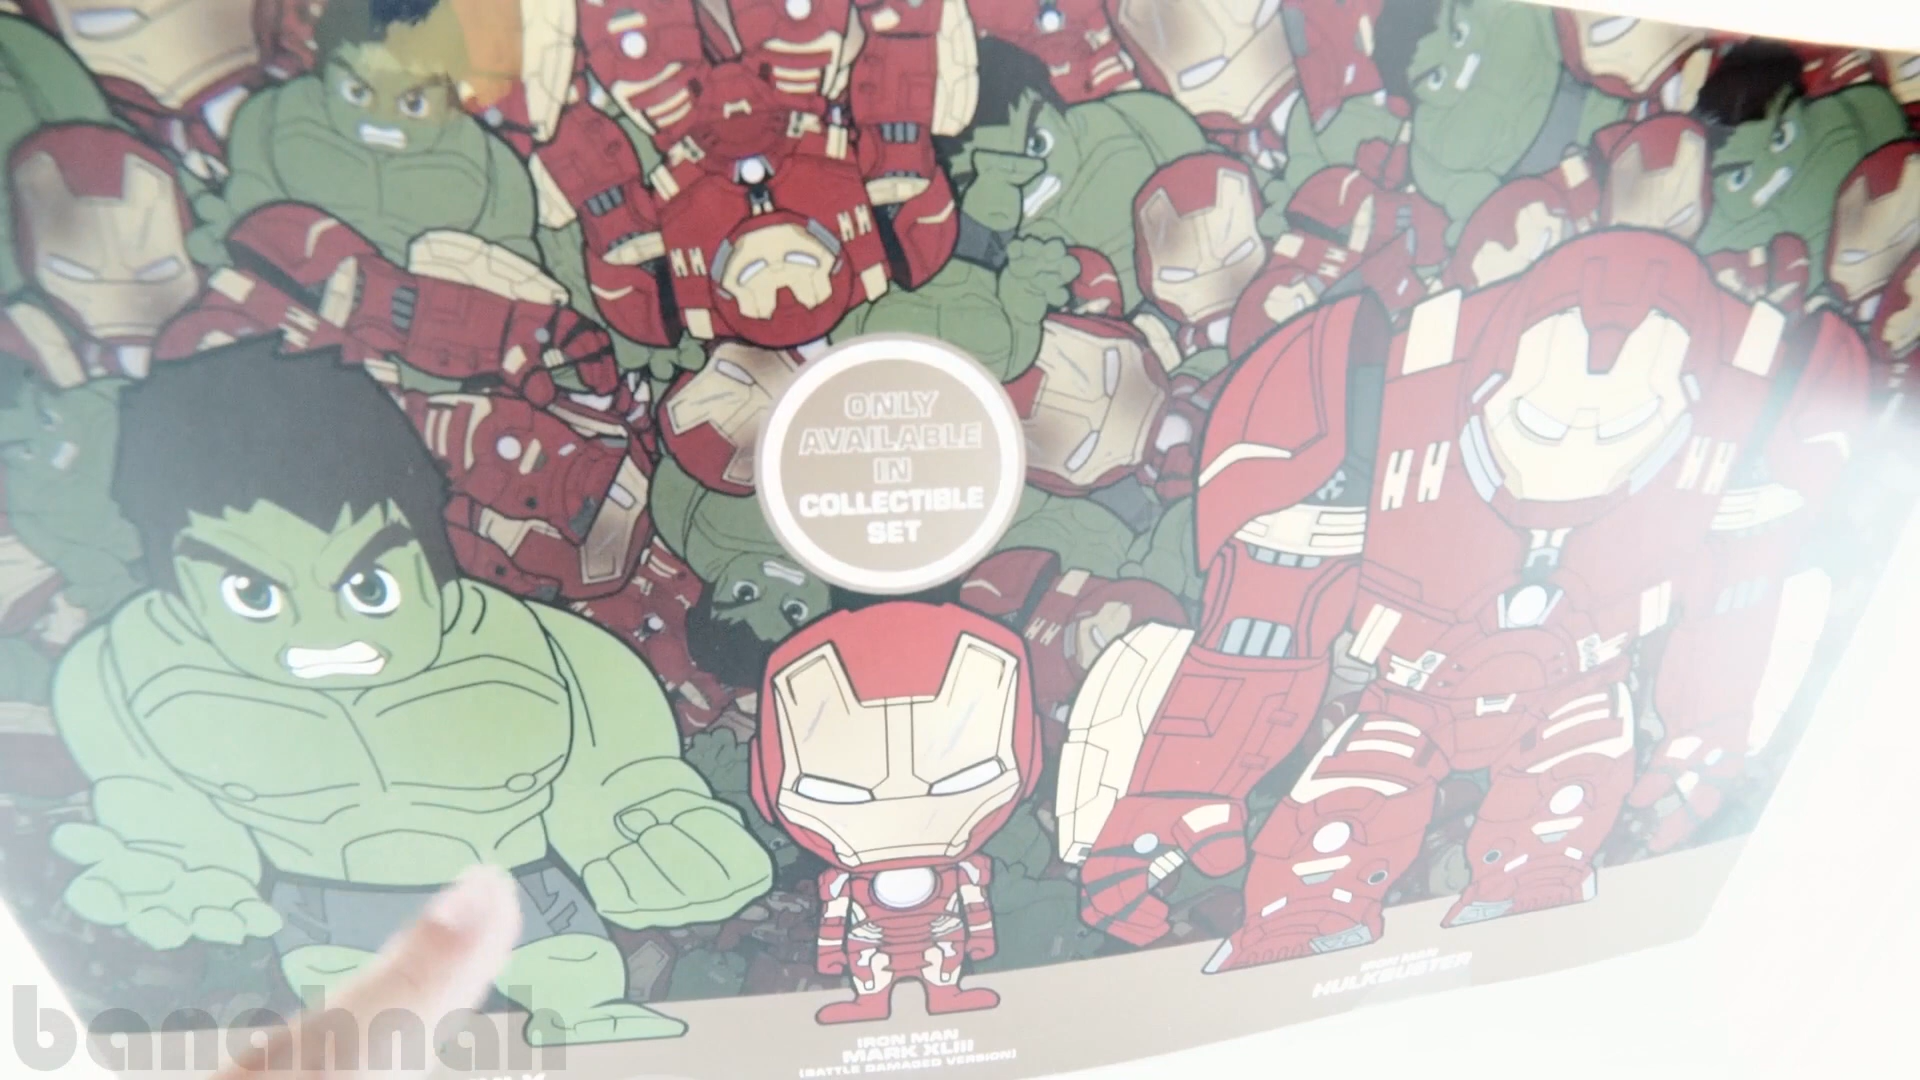 ONLY
AVAILABLE
IN
COLLECTIBLE
SET
IRON MAN
HULKBUSTER
IRON MAN
MARK XLIII
(BATTLE DAMAGED VERSION)
banahnah